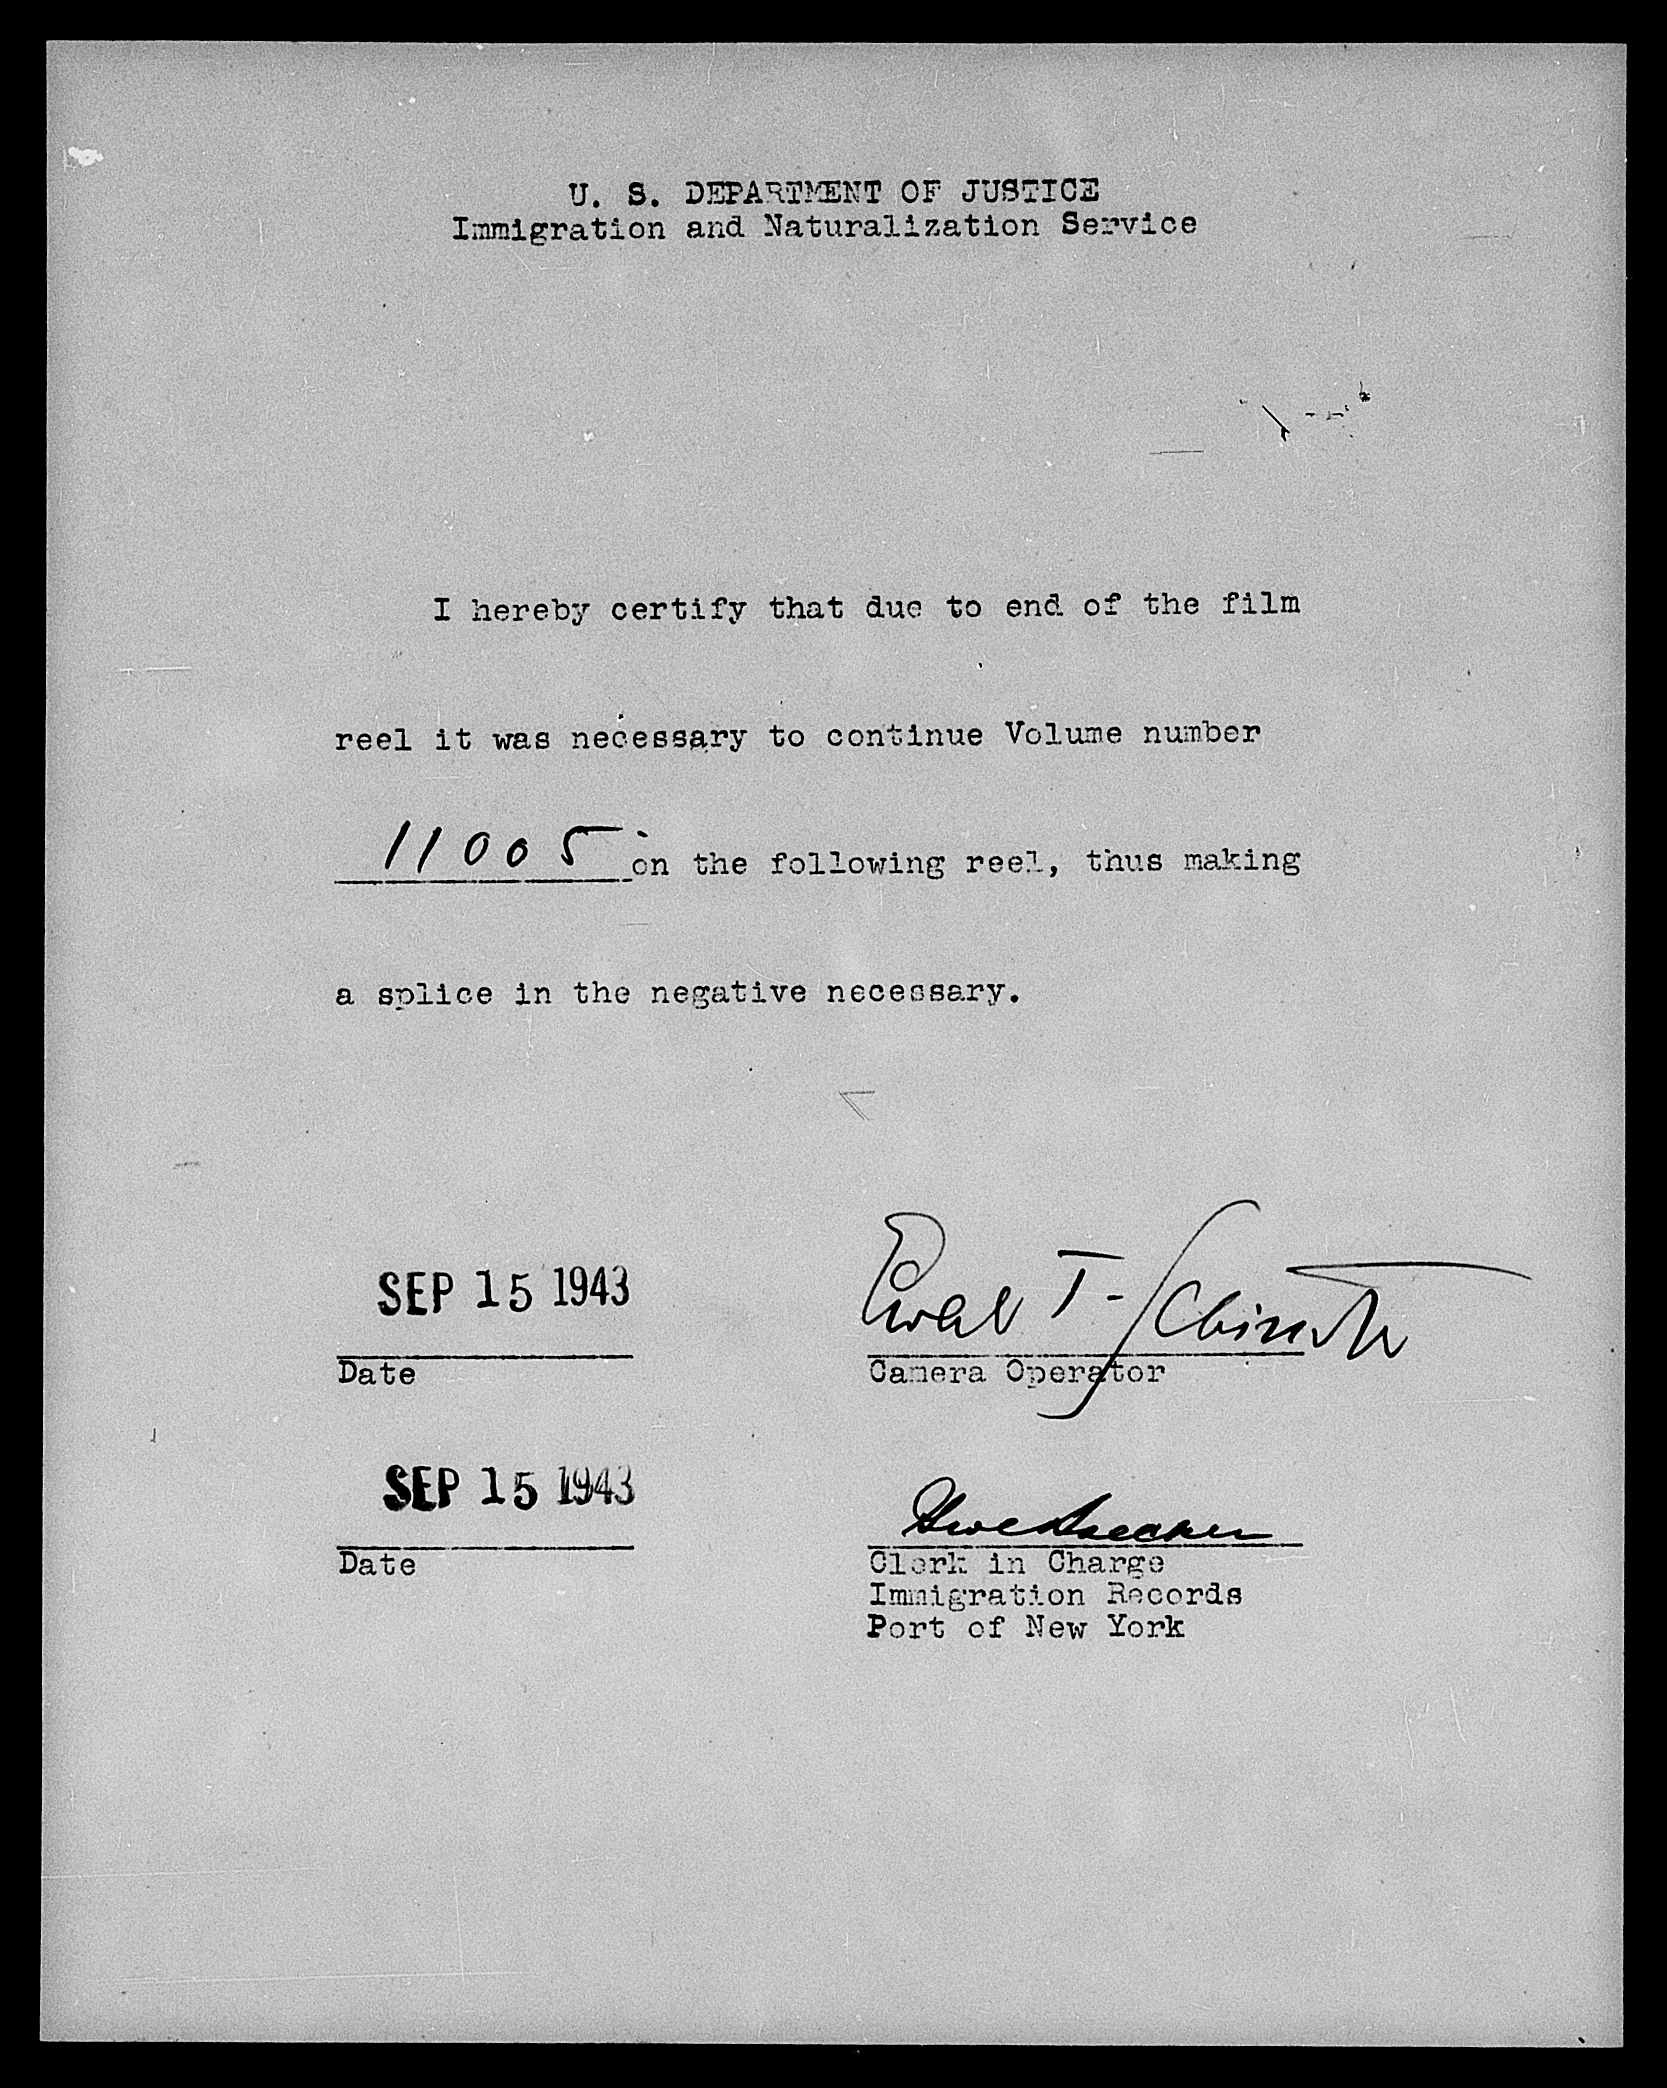 U. S. DEPARTMENT OF JUSTICE
Immigration and Naturalization Service
I hereby certify that due to end of the film
reel it was necessary to continue Volume number
11005 on the following reel, thus making
a splice in the negative necessary.
SEP 15 1943
Date
Camera Operator
SEP 15 1943
Date
Clerk in Charge
Immigration Records
Port of New York